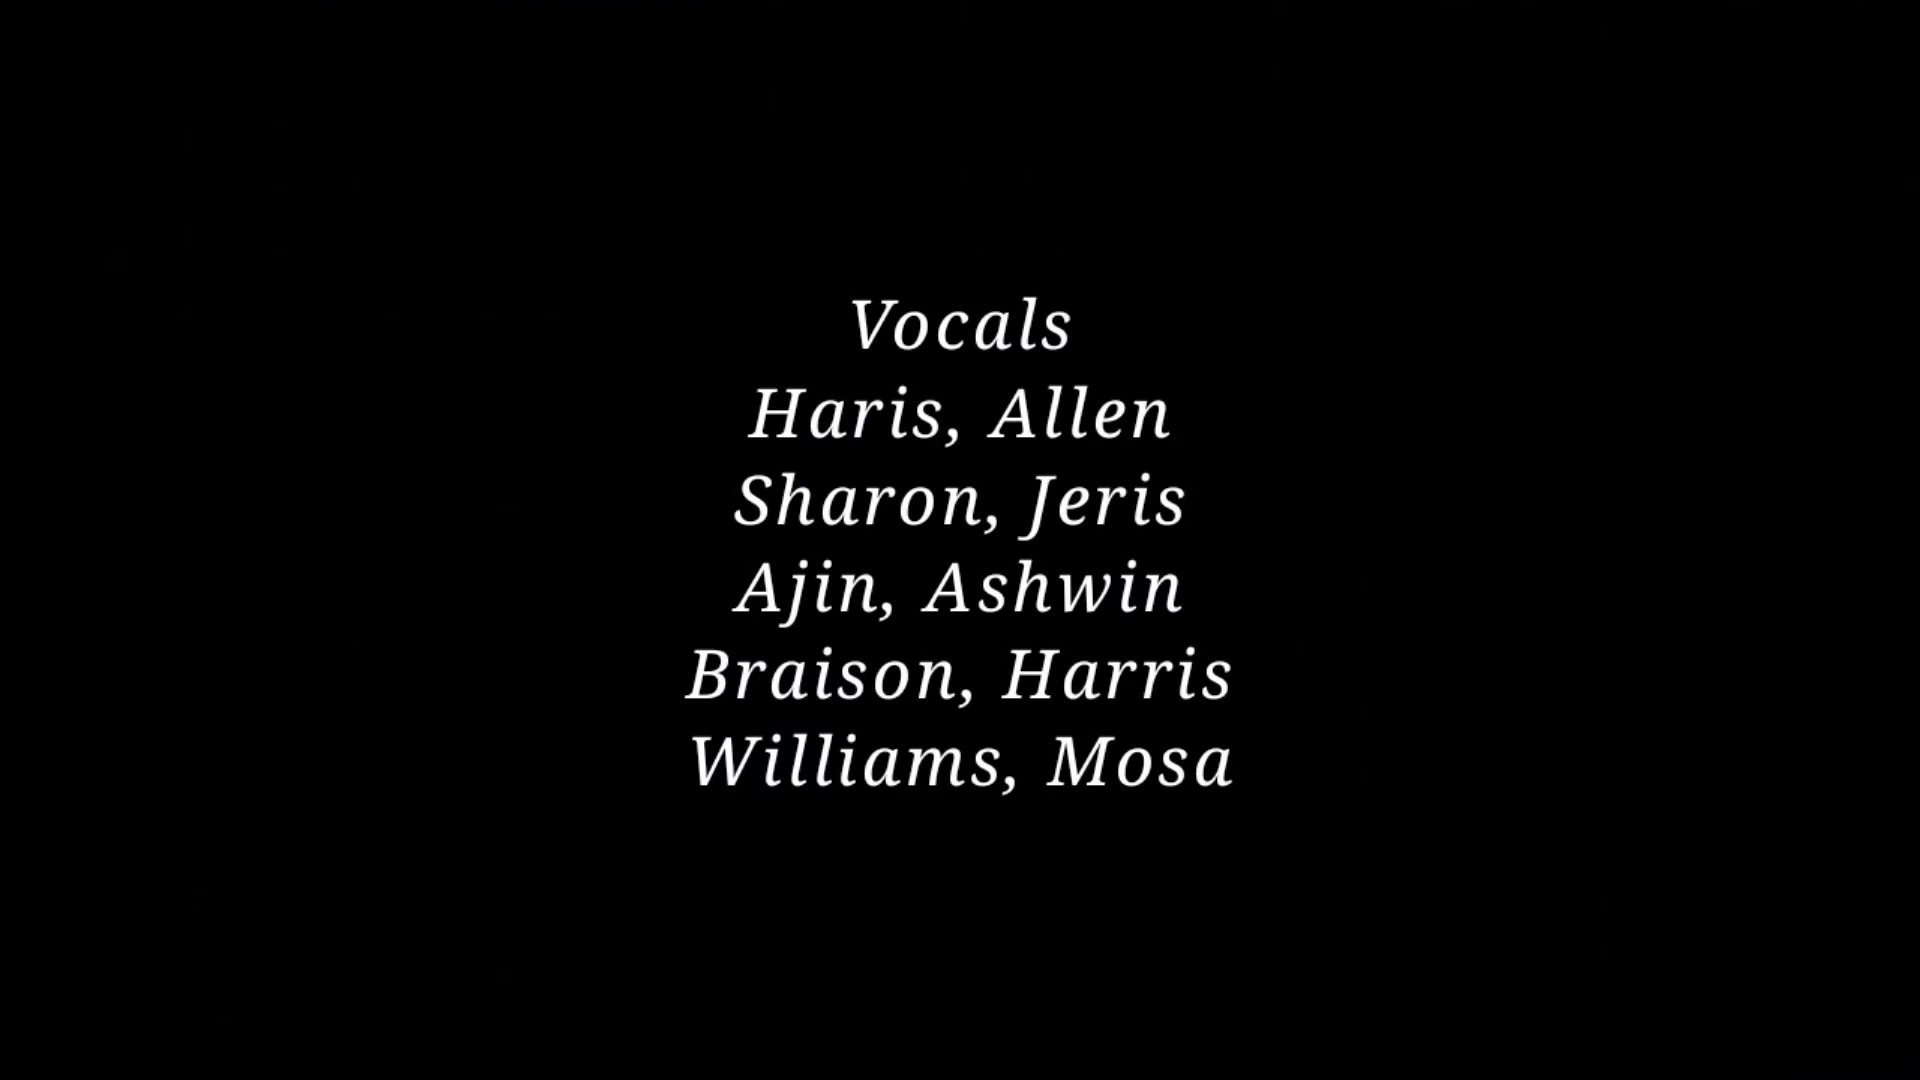 Vocals
Haris, Allen
Sharon, Jeris
Ajin, Ashwin
Braison, Harris
Williams, Mosa